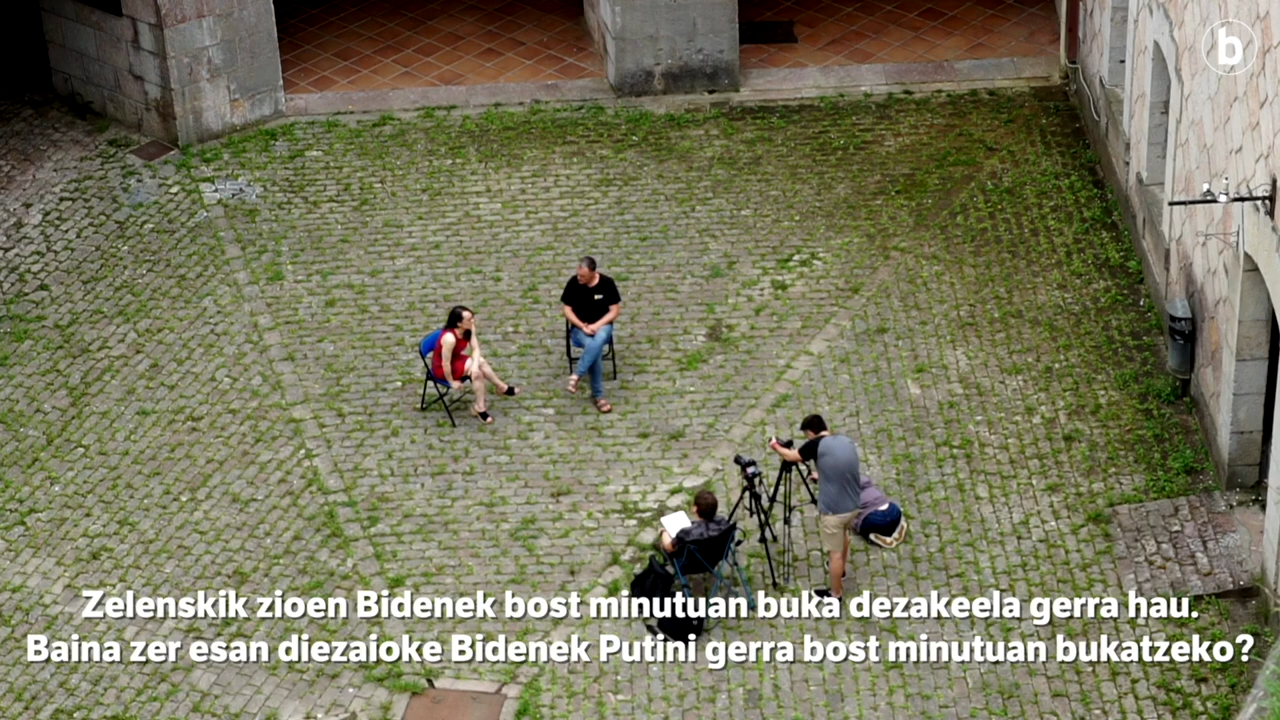 b
Zelenskik zioen Bidenek bost minutuan buka dezakeela gerra hau.
Baina zer esan diezaioke Bidenek Putini gerra bost minutuan bukatzeko?